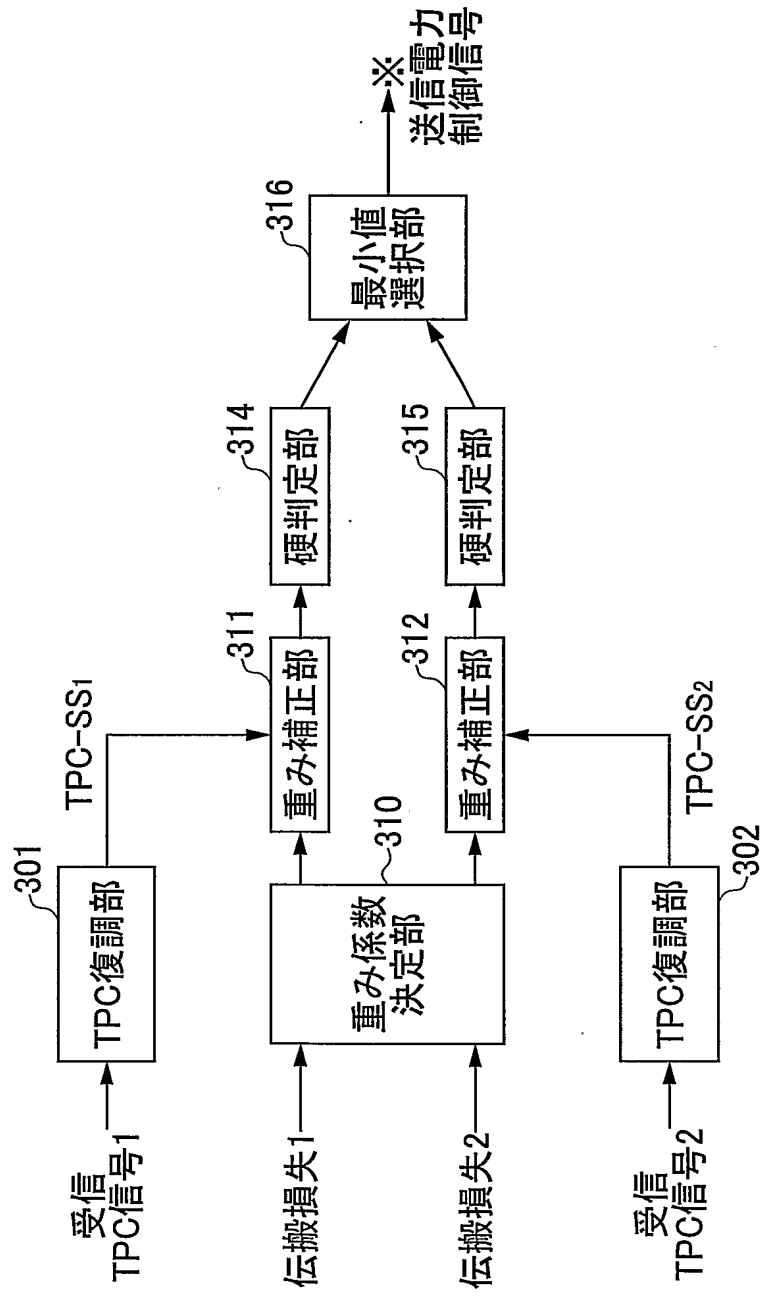 受信
TPC信号1
301
TPC復調部
TPC-SS1
伝搬損失1
伝搬損失2
310
重み係数
決定部
311
重み補正部
312
重み補正部
314
硬判定部
315
硬判定部
316
最小値
選択部
※
送信電力
制御信号
受信
TPC信号2
302
TPC復調部
TPC-SS2